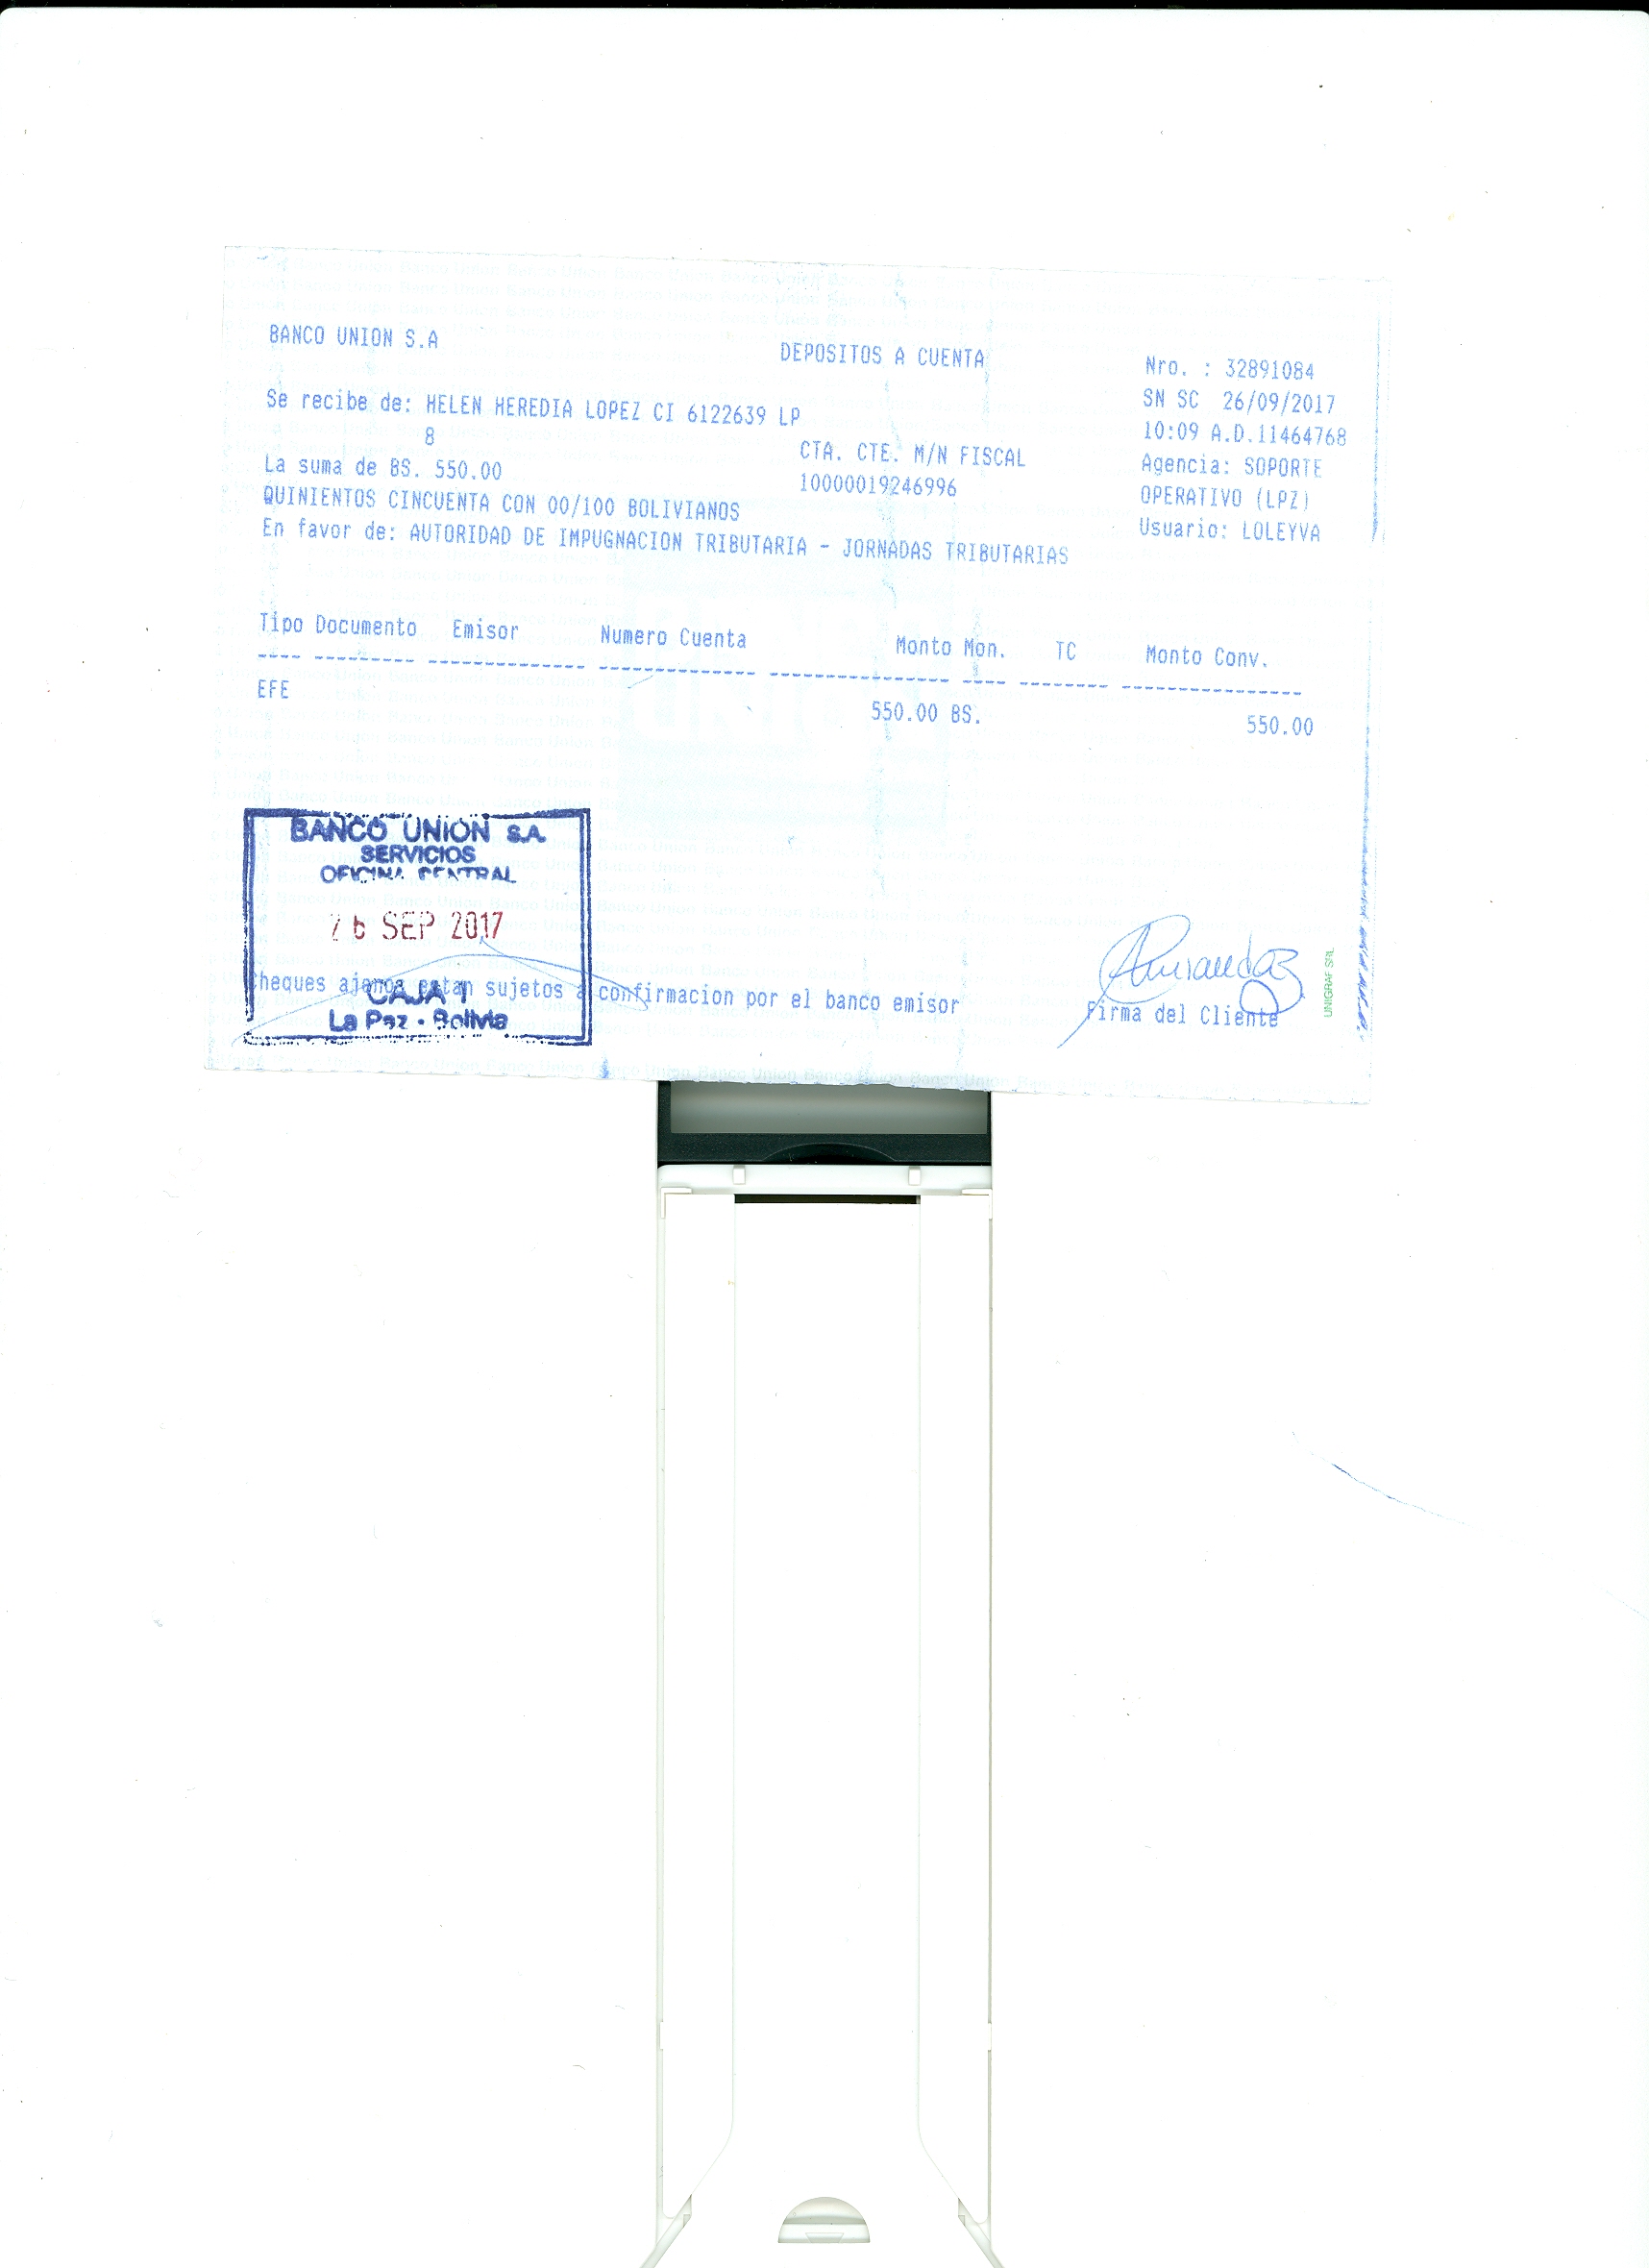 BANCO UNION S.A
DEPOSITOS A CUENTA
Nro. : 32891084
Se recibe de: HELEN HEREDIA LOPEZ CI 6122639 LP
SN SC 26/09/2017
8
10:09 A.D.11464768
CTA. CTE. M/N FISCAL
La suma de BS. 550.00
Agencia: SOPORTE
10000019246996
QUINIENTOS CINCUENTA CON 00/100 BOLIVIANOS
OPERATIVO (LPZ)
En favor de: AUTORIDAD DE IMPUGNACION TRIBUTARIA - JORNADAS TRIBUTARIAS
Usuario: LOLEYVA
Tipo Documento Emisor Numero Cuenta Monto Mon. TC Monto Conv.
EFE 550.00 BS. 550.00
BANCO UNION S.A.
SERVICIOS
OFICINA CENTRAL
26 SEP 2017
Cheques ajenos estan sujetos a confirmacion por el banco emisor
CAJA 1
La Paz - Bolivia
Firma del Cliente
UNIGRAF SRL